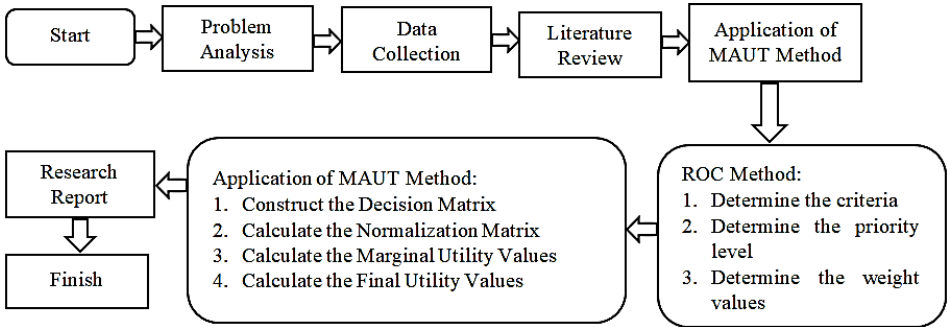 Start
Problem
Analysis
Data
Collection
Literature
Review
Application of
MAUT Method
ROC Method:
1. Determine the criteria
2. Determine the priority
level
3. Determine the weight
values
Application of MAUT Method:
1. Construct the Decision Matrix
2. Calculate the Normalization Matrix
3. Calculate the Marginal Utility Values
4. Calculate the Final Utility Values
Research
Report
Finish